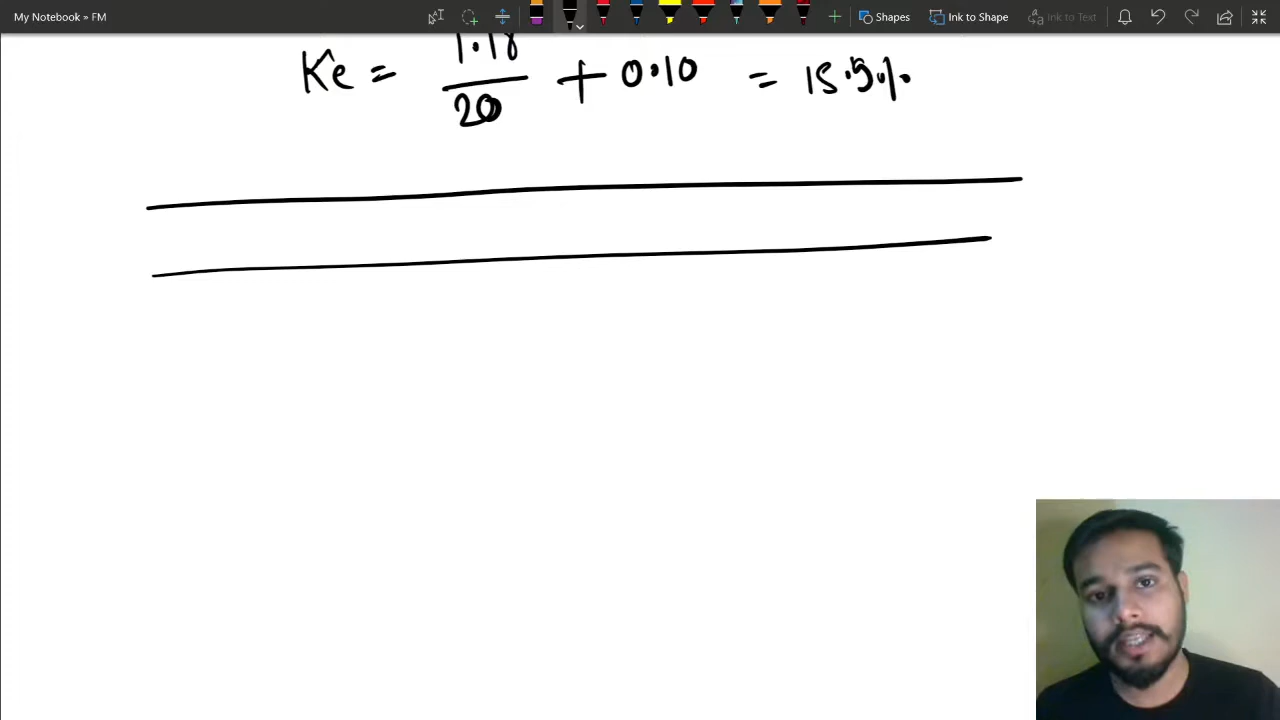 My Notebook » FM
Shapes
Ink to Shape
Ink to Text
Ke = 1.18 / 20 + 0.10 = 15.9%